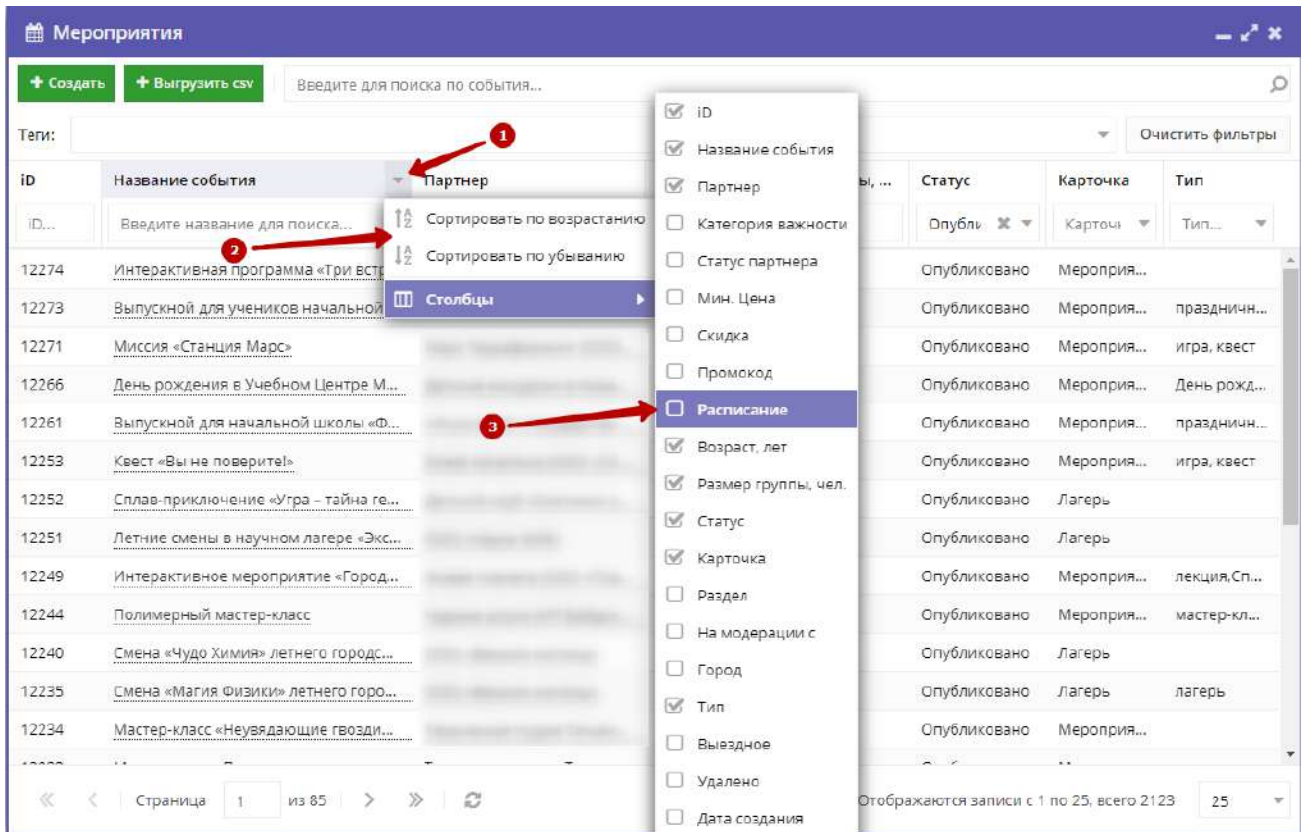 Мероприятия
+ Создать + Выгрузить csv Введите для поиска по события...
Теги: Очистить фильтры
1
iD Название события Партнер ы, ... Статус Карточка Тип
iD... Введите название для поиска... Опубли Карточ Тип...
2
Сортировать по возрастанию
Сортировать по убыванию
Столбцы
iD
Название события
Партнер
Категория важности
Статус партнера
Мин. Цена
Скидка
Промокод
3
Расписание
Возраст, лет
Размер группы, чел.
Статус
Карточка
Раздел
На модерации с
Город
Тип
Выездное
Удалено
Дата создания
12274 Интерактивная программа «Три встр Опубликовано Мероприя...
12273 Выпускной для учеников начальной Опубликовано Мероприя... праздничн...
12271 Миссия «Станция Марс» Опубликовано Мероприя... игра, квест
12266 День рождения в Учебном Центре М... Опубликовано Мероприя... День рожд...
12261 Выпускной для начальной школы «Ф... Опубликовано Мероприя... праздничн...
12253 Квест «Вы не поверите!» Опубликовано Мероприя... игра, квест
12252 Сплав-приключение «Угра – тайна ге... Опубликовано Лагерь
12251 Летние смены в научном лагере «Экс... Опубликовано Лагерь
12249 Интерактивное мероприятие «Город... Опубликовано Мероприя... лекция,Сп...
12244 Полимерный мастер-класс Опубликовано Мероприя... мастер-кл...
12240 Смена «Чудо Химия» летнего городс... Опубликовано Лагерь
12235 Смена «Магия Физики» летнего горо... Опубликовано Лагерь лагерь
12234 Мастер-класс «Неувядающие гвозди... Опубликовано Мероприя...
Страница 1 из 85 Отображаются записи с 1 по 25, всего 2123 25